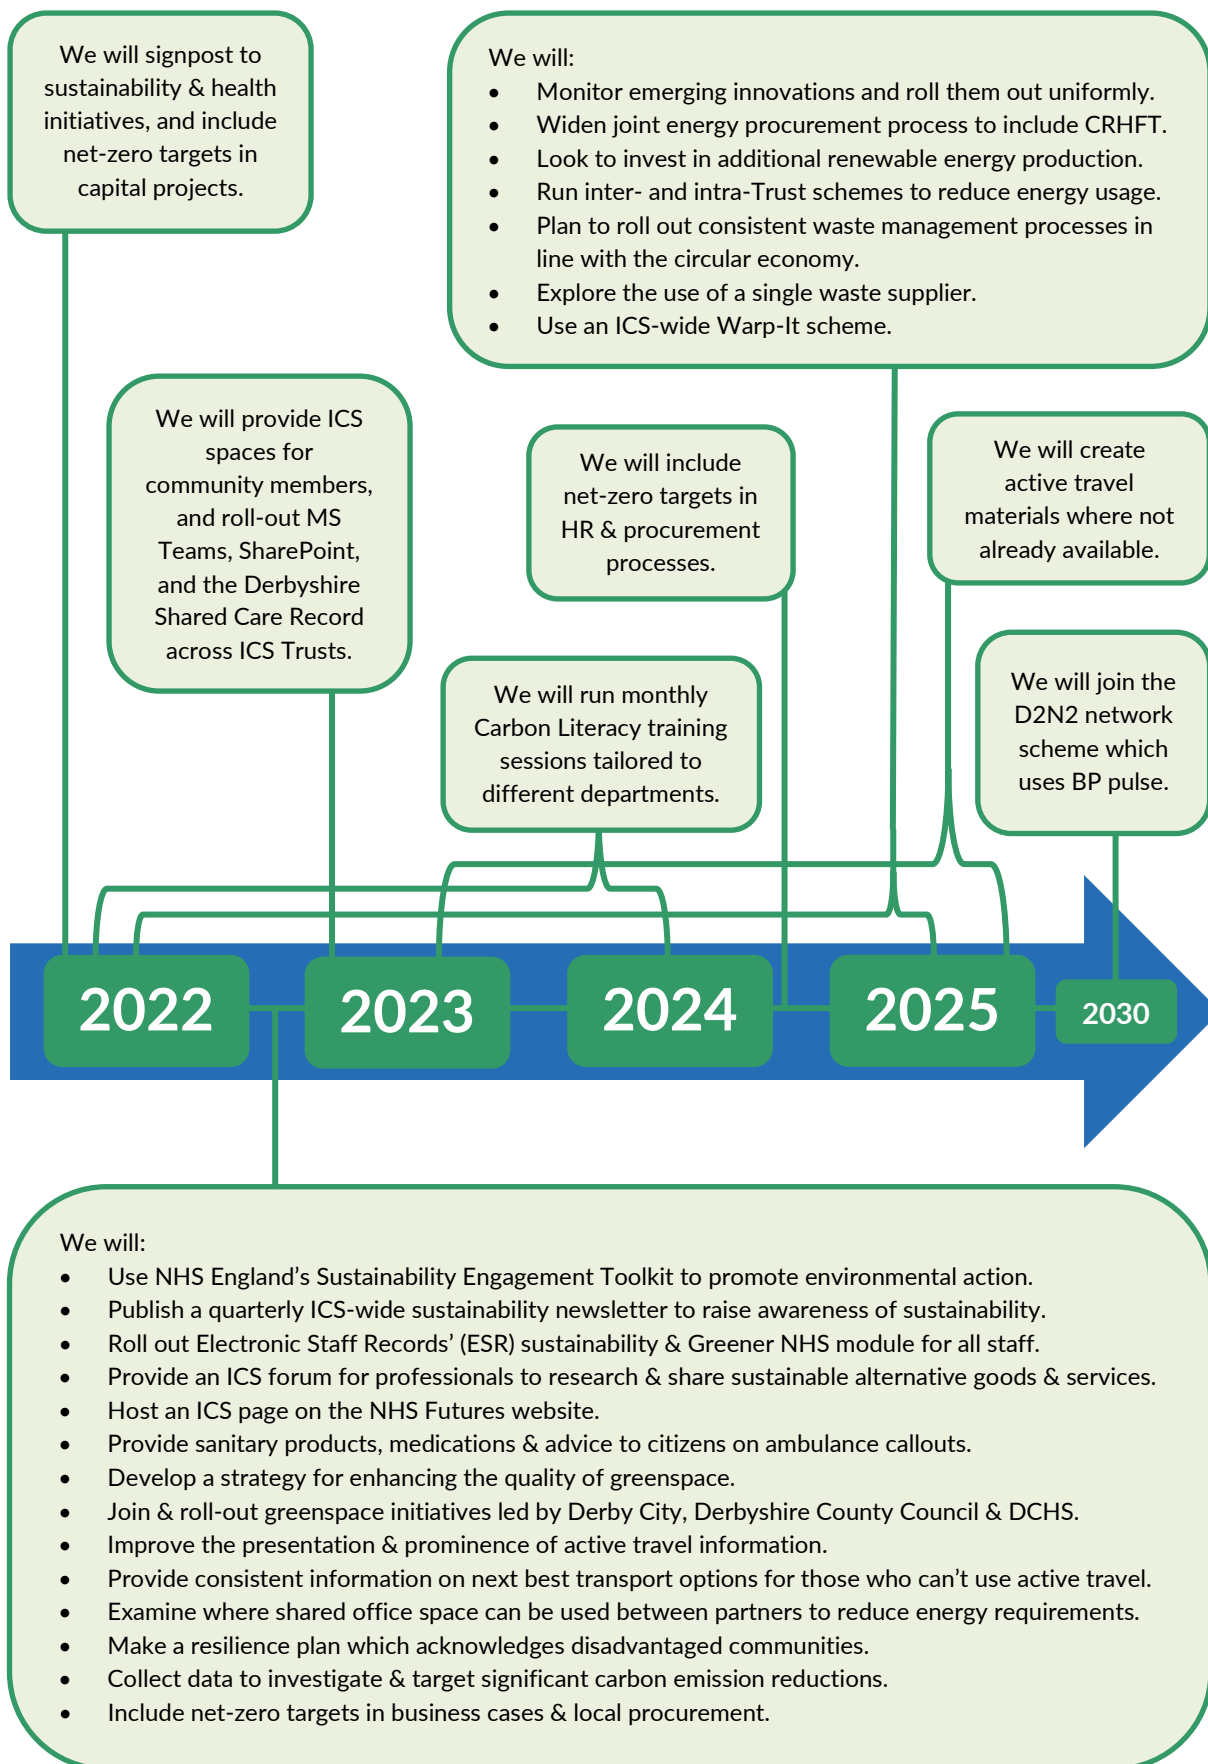 We will signpost to
sustainability & health
initiatives, and include
net-zero targets in
capital projects.
We will:
• Monitor emerging innovations and roll them out uniformly.
• Widen joint energy procurement process to include CRHFT.
• Look to invest in additional renewable energy production.
• Run inter- and intra-Trust schemes to reduce energy usage.
• Plan to roll out consistent waste management processes in
line with the circular economy.
• Explore the use of a single waste supplier.
• Use an ICS-wide Warp-It scheme.
We will provide ICS
spaces for
community members,
and roll-out MS
Teams, SharePoint,
and the Derbyshire
Shared Care Record
across ICS Trusts.
We will include
net-zero targets in
HR & procurement
processes.
We will create
active travel
materials where not
already available.
We will run monthly
Carbon Literacy training
sessions tailored to
different departments.
We will join the
D2N2 network
scheme which
uses BP pulse.
2022
2023
2024
2025
2030
We will:
• Use NHS England’s Sustainability Engagement Toolkit to promote environmental action.
• Publish a quarterly ICS-wide sustainability newsletter to raise awareness of sustainability.
• Roll out Electronic Staff Records’ (ESR) sustainability & Greener NHS module for all staff.
• Provide an ICS forum for professionals to research & share sustainable alternative goods & services.
• Host an ICS page on the NHS Futures website.
• Provide sanitary products, medications & advice to citizens on ambulance callouts.
• Develop a strategy for enhancing the quality of greenspace.
• Join & roll-out greenspace initiatives led by Derby City, Derbyshire County Council & DCHS.
• Improve the presentation & prominence of active travel information.
• Provide consistent information on next best transport options for those who can’t use active travel.
• Examine where shared office space can be used between partners to reduce energy requirements.
• Make a resilience plan which acknowledges disadvantaged communities.
• Collect data to investigate & target significant carbon emission reductions.
• Include net-zero targets in business cases & local procurement.